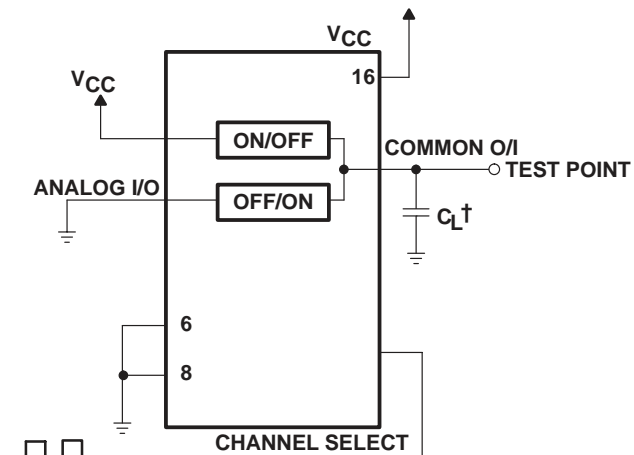 VCC
16
VCC
ON/OFF
COMMON O/I
TEST POINT
ANALOG I/O
OFF/ON
CL†
6
8
CHANNEL SELECT